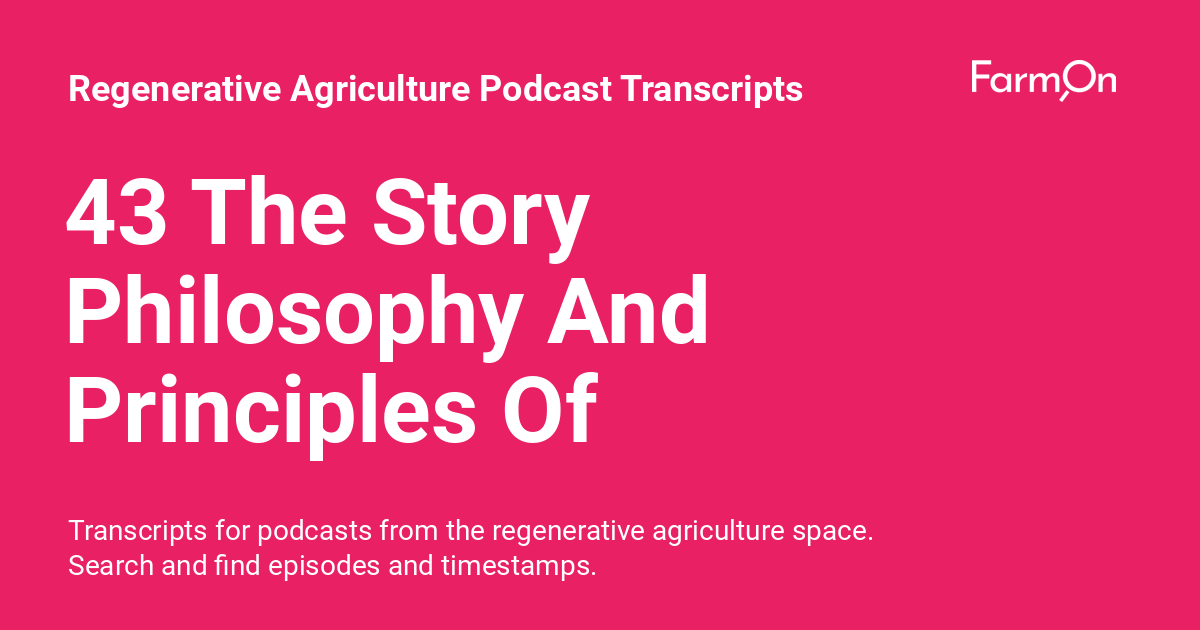 Regenerative Agriculture Podcast Transcripts
FarmOn
43 The Story
Philosophy And
Principles Of
Transcripts for podcasts from the regenerative agriculture space.
Search and find episodes and timestamps.